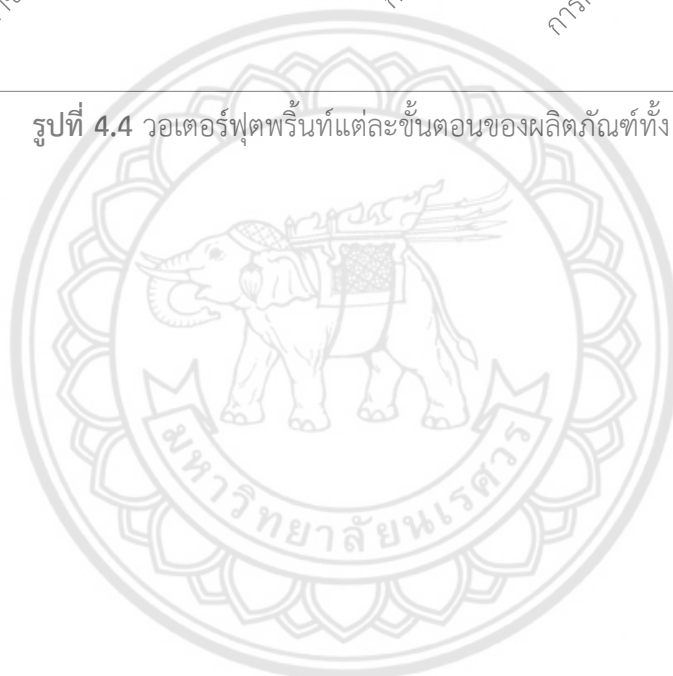 รูปที่ 4.4 วอเตอร์ฟุตพริ้นท์แต่ละขั้นตอนของผลิตภัณฑ์ทั้ง
มหาวิทยาลัยนเรศวร